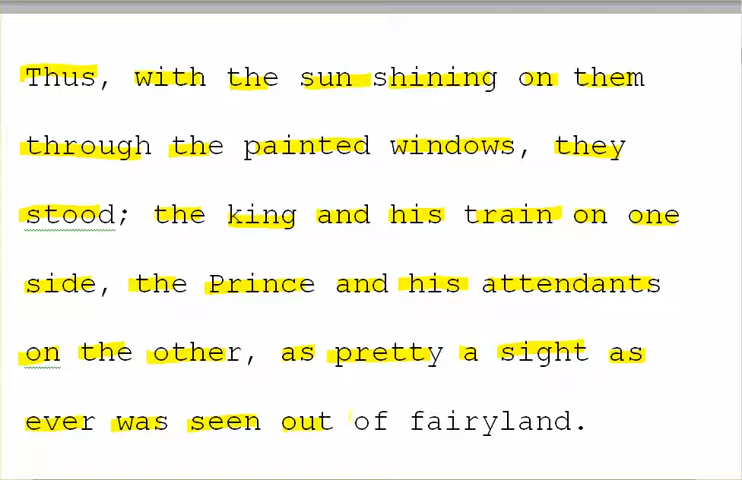 Thus, with the sun shining on them
through the painted windows, they
stood; the king and his train on one
side, the Prince and his attendants
on the other, as pretty a sight as
ever was seen out of fairyland.